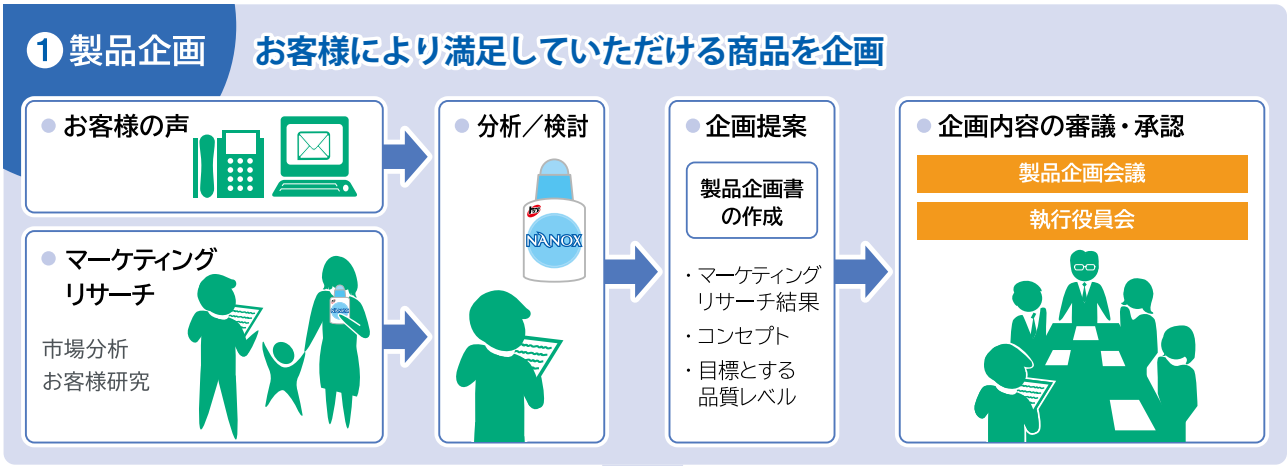 1 製品企画
お客様により満足していただける商品を企画
お客様の声
マーケティング
リサーチ
市場分析
お客様研究
分析／検討
トップ
NANOX
NANOX
企画提案
製品企画書
の作成
・マーケティング
リサーチ結果
・コンセプト
・目標とする
品質レベル
企画内容の審議・承認
製品企画会議
執行役員会